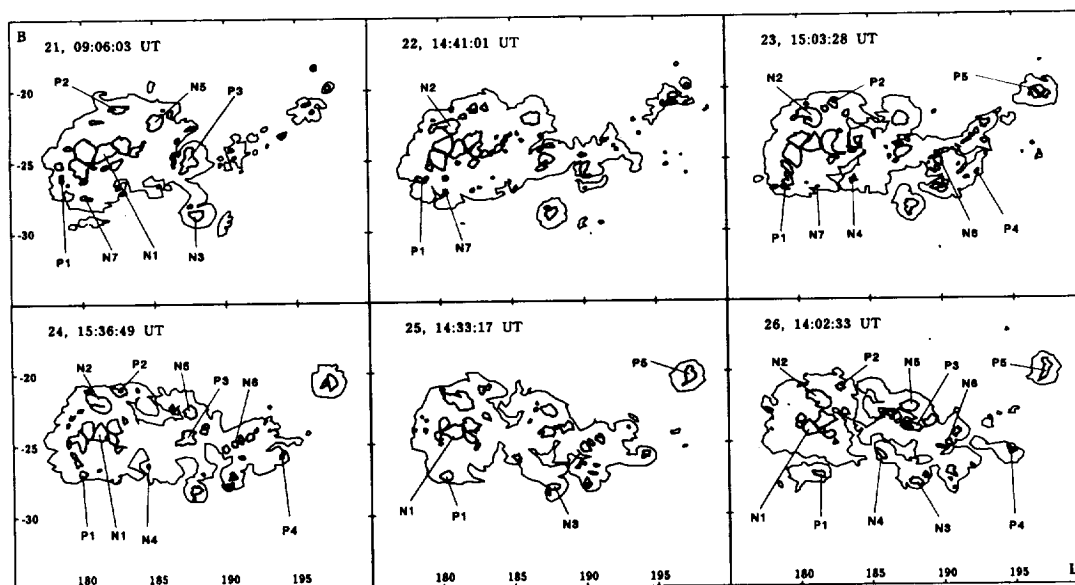 B
21, 09:06:03 UT
P2
N5
P3
-20
-25
-30
P1
N7
N1
N3
22, 14:41:01 UT
N2
P1
N7
23, 15:03:28 UT
N2
P2
P5
P1
N7
N4
N6
P4
24, 15:36:49 UT
N2
P2
N5
P3
N6
-20
-25
-30
P1
N1
N4
P4
180
185
190
195
25, 14:33:17 UT
P5
N1
P1
N3
180
185
190
195
26, 14:02:33 UT
N2
P2
N5
P3
N6
P5
N1
P1
N4
N3
P4
180
185
190
195
L